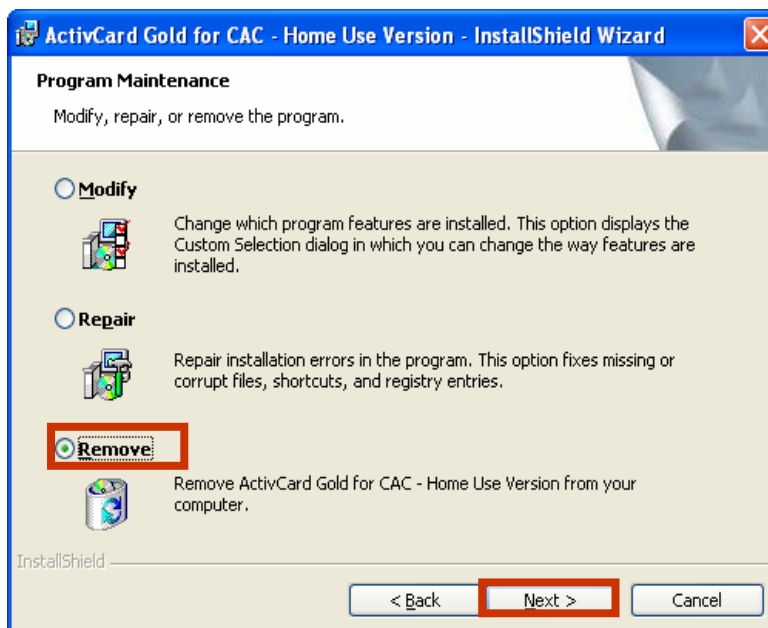 ActivCard Gold for CAC - Home Use Version - InstallShield Wizard
Program Maintenance
Modify, repair, or remove the program.
Modify
Change which program features are installed. This option displays the
Custom Selection dialog in which you can change the way features are
installed.
Repair
Repair installation errors in the program. This option fixes missing or
corrupt files, shortcuts, and registry entries.
Remove
Remove ActivCard Gold for CAC - Home Use Version from your
computer.
InstallShield
< Back
Next >
Cancel